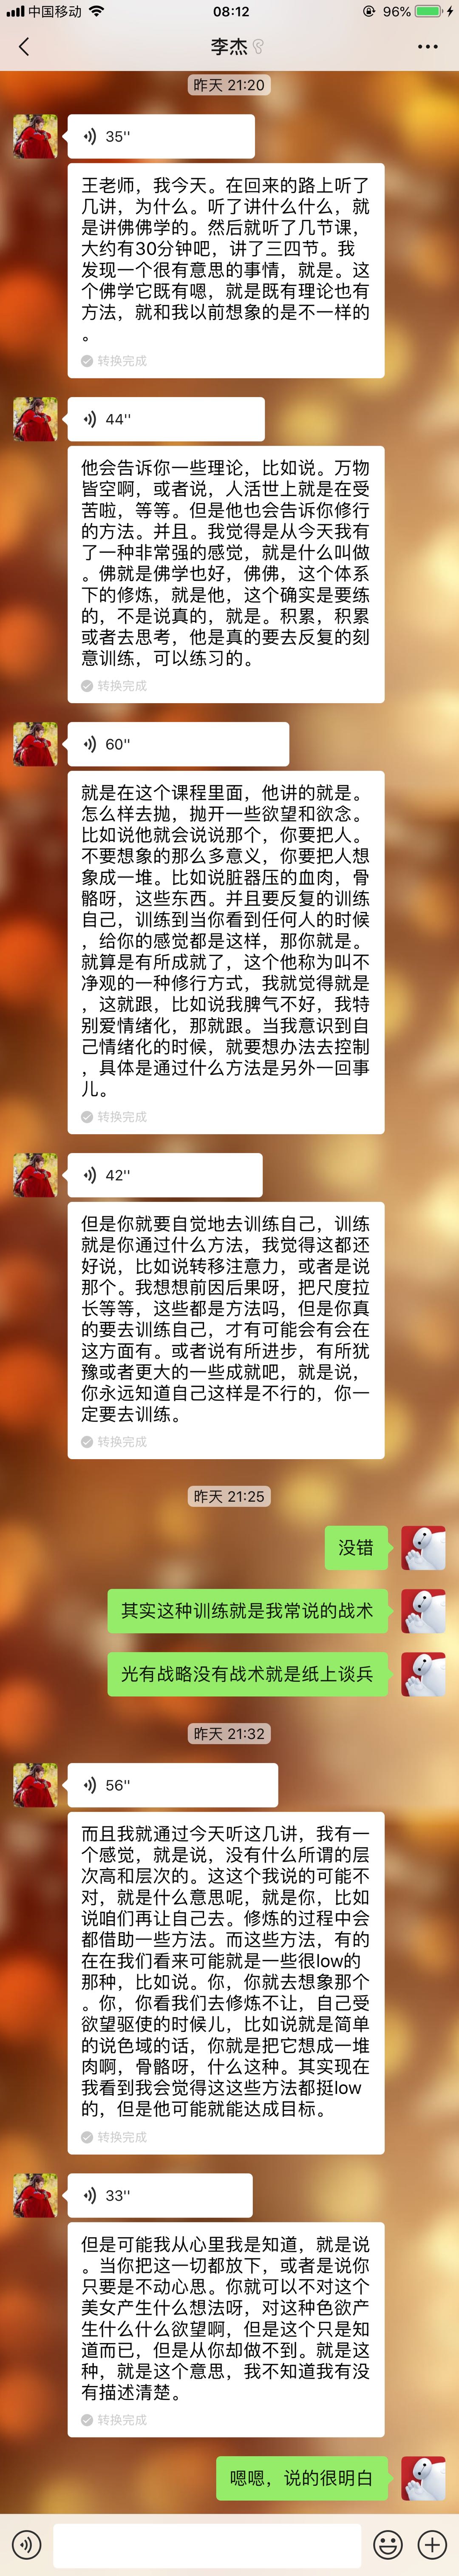 中国移动 08:12 96%
李杰
昨天 21:20
35''
王老师，我今天。在回来的路上听了
几讲，为什么。听了讲什么什么，就
是讲佛佛学的。然后就听了几节课，
大约有30分钟吧，讲了三四节。我
发现一个很有意思的事情，就是。这
个佛学它既有嗯，就是既有理论也有
方法，就和我以前想象的是不一样的
。
转换完成
44''
他会告诉你一些理论，比如说。万物
皆空啊，或者说，人活世上就是在受
苦啦，等等。但是他也会告诉你修行
的方法。并且。我觉得是从今天我有
了一种非常强的感觉，就是什么叫做
。佛就是佛学也好，佛佛，这个体系
下的修炼，就是他，这个确实是要练
的，不是说真的，就是。积累，积累
或者去思考，他是真的要去反复的刻
意训练，可以练习的。
转换完成
60''
就是在这个课程里面，他讲的就是。
怎么样去抛，抛开一些欲望和欲念。
比如说他就会说说那个，你要把人。
不要想象的那么多意义，你要把人想
象成一堆。比如说脏器压的血肉，骨
骼呀，这些东西。并且要反复的训练
自己，训练到当你看到任何人的时候
，给你的感觉都是这样，那你就是。
就算是有所成就了，这个他称为叫不
净观的一种修行方式，我就觉得就是
，这就跟，比如说我脾气不好，我特
别爱情绪化，那就跟。当我意识到自
己情绪化的时候，就要想办法去控制
，具体是通过什么方法是另外一回事
儿。
转换完成
42''
但是你就要自觉地去训练自己，训练
就是你通过什么方法，我觉得这都还
好说，比如说转移注意力，或者是说
那个。我想想前因后果呀，把尺度拉
长等等，这些都是方法吗，但是你真
的要去训练自己，才有可能会有会在
这方面有。或者说有所进步，有所犹
豫或者更大的一些成就吧，就是说，
你永远知道自己这样是不行的，你一
定要去训练。
转换完成
昨天 21:25
没错
其实这种训练就是我常说的战术
光有战略没有战术就是纸上谈兵
昨天 21:32
56''
而且我就通过今天听这几讲，我有一
个感觉，就是说，没有什么所谓的层
次高和层次的。这这个我说的可能不
对，就是什么意思呢，就是你，比如
说咱们再让自己去。修炼的过程中会
都借助一些方法。而这些方法，有的
在在我们看来可能就是一些很low的
那种，比如说。你，你就去想象那个
。你，你看我们去修炼不让，自己受
欲望驱使的时候儿，比如说就是简单
的说色域的话，你就是把它想成一堆
肉啊，骨骼呀，什么这种。其实现在
我看到我会觉得这这些方法都挺low
的，但是他可能就能达成目标。
转换完成
33''
但是可能我从心里我是知道，就是说
。当你把这一切都放下，或者是说你
只要是不动心思。你就可以不对这个
美女产生什么想法呀，对这种色欲产
生什么什么欲望啊，但是这个只是知
道而已，但是从你却做不到。就是这
种，就是这个意思，我不知道我有没
有描述清楚。
转换完成
嗯嗯，说的很明白